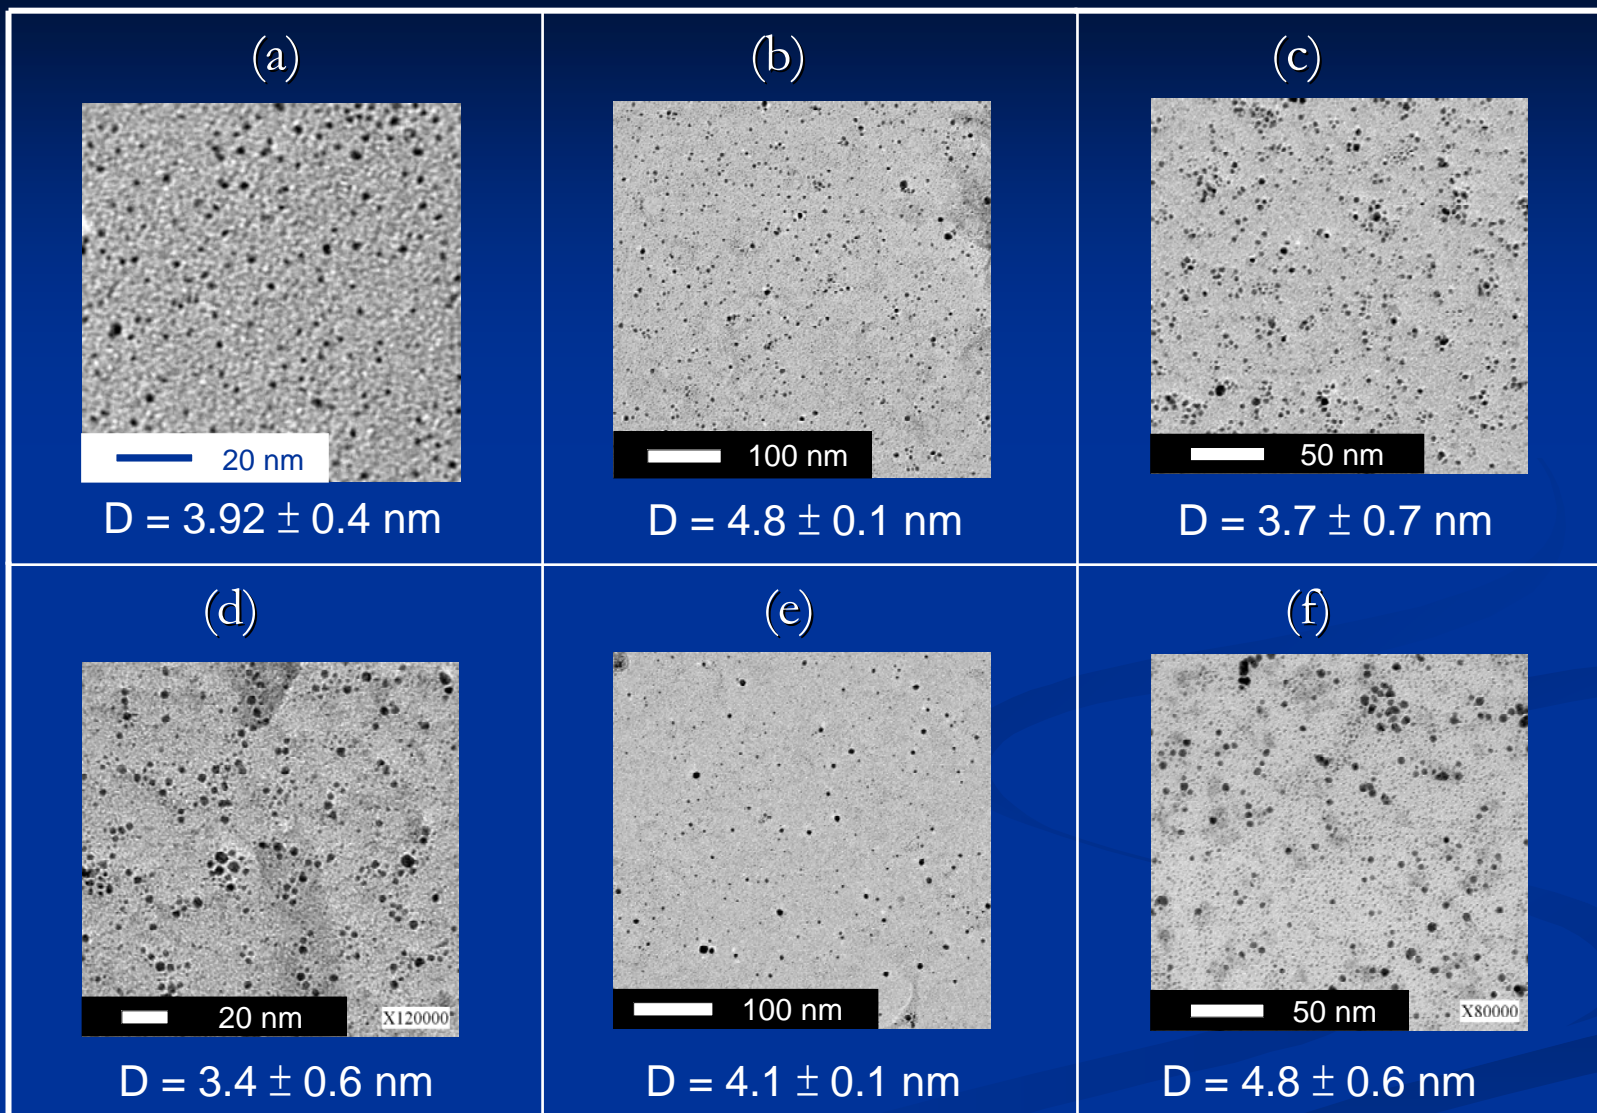 (a)
20 nm
D = 3.92 ± 0.4 nm
(b)
100 nm
D = 4.8 ± 0.1 nm
(c)
50 nm
D = 3.7 ± 0.7 nm
(d)
20 nm
X120000
D = 3.4 ± 0.6 nm
(e)
100 nm
D = 4.1 ± 0.1 nm
(f)
50 nm
X80000
D = 4.8 ± 0.6 nm